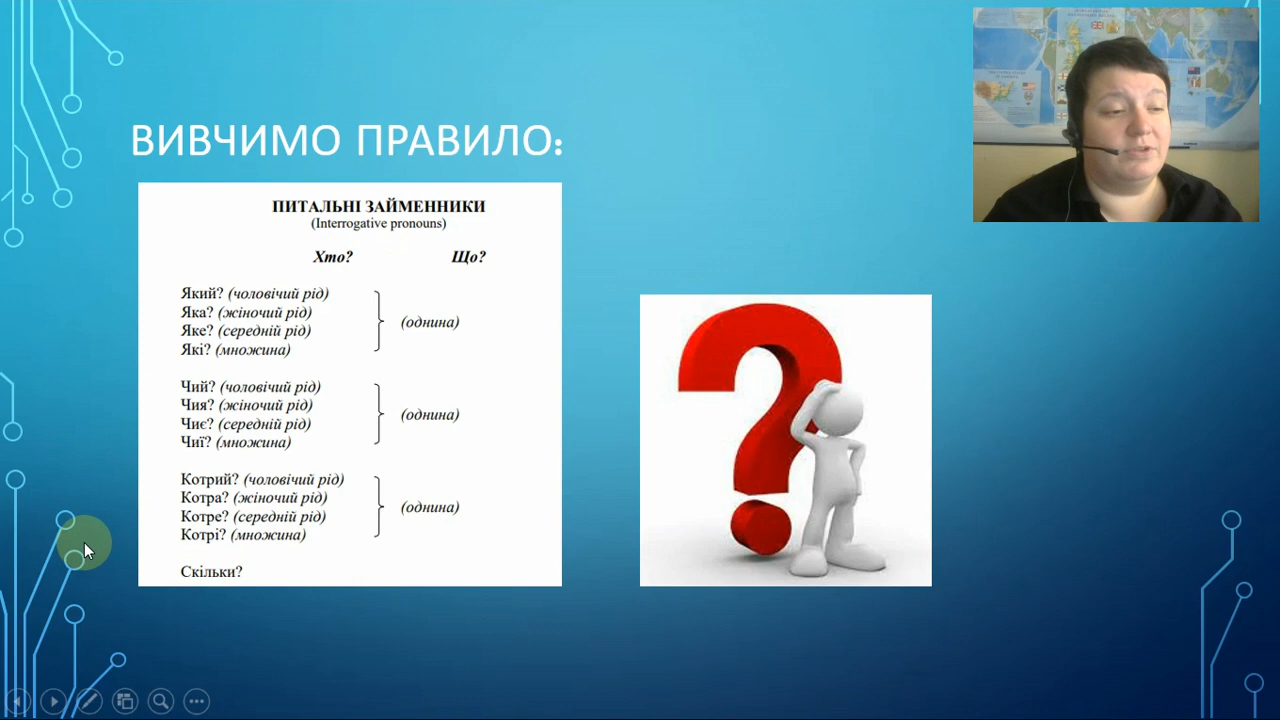 ВИВЧИМО ПРАВИЛО:
ПИТАЛЬНІ ЗАЙМЕННИКИ
(Interrogative pronouns)
Хто? Що?
Який? (чоловічий рід)
Яка? (жіночий рід)
Яке? (середній рід)
Які? (множина)
(однина)
Чий? (чоловічий рід)
Чия? (жіночий рід)
Чиє? (середній рід)
Чиї? (множина)
(однина)
Котрий? (чоловічий рід)
Котра? (жіночий рід)
Котре? (середній рід)
Котрі? (множина)
(однина)
Скільки?